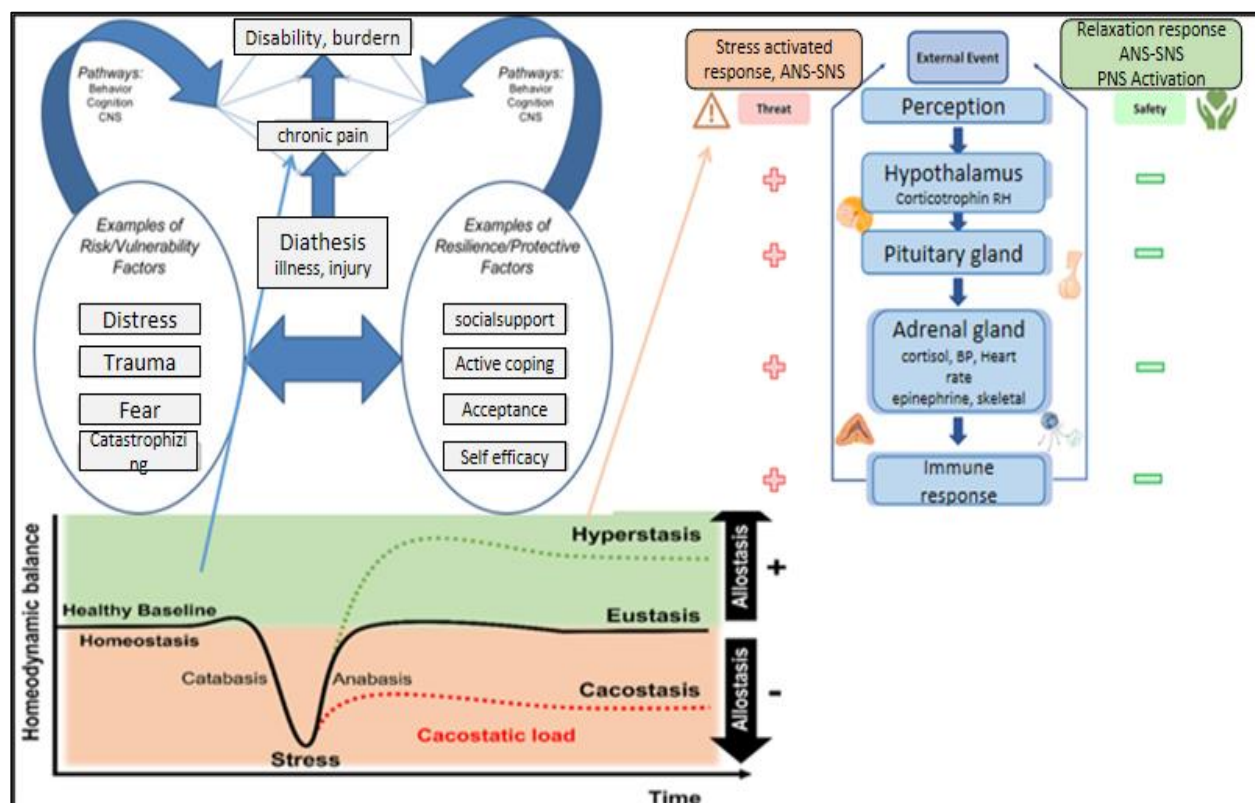 Disability, burdern
Pathways:
Behavior
Cognition
CNS
Pathways:
Behavior
Cognition
CNS
chronic pain
Examples of
Risk/Vulnerability
Factors
Distress
Trauma
Fear
Catastrophizi
ng
Diathesis
illness, injury
Examples of
Resilience/Protective
Factors
socialsupport
Active coping
Acceptance
Self efficacy
Stress activated
response, ANS-SNS
External Event
Relaxation response
ANS-SNS
PNS Activation
Threat
Perception
Safety
Hypothalamus
Corticotrophin RH
Pituitary gland
Adrenal gland
cortisol, BP, Heart
rate
epinephrine, skeletal
Immune
response
Homeodynamic balance
Hyperstasis
Healthy Baseline
Homeostasis
Eustasis
Catabasis
Anabasis
Cacostasis
Cacostatic load
Stress
Time
Allostasis
+
Allostasis
-